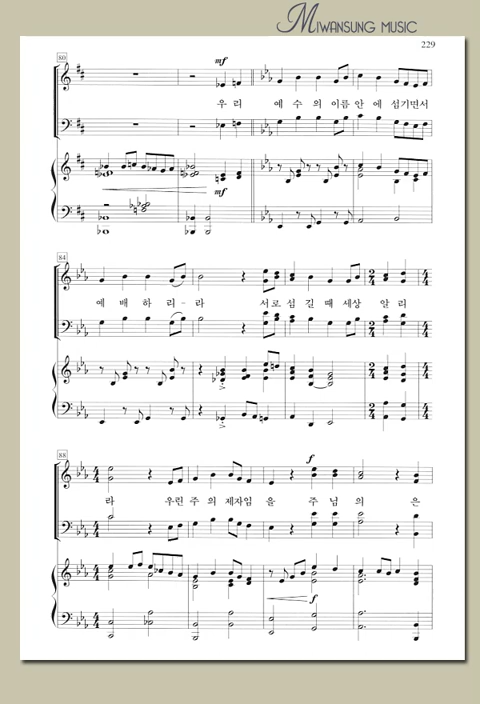 MIWANSUNG MUSIC
229
80
mf
우 리 예 수 의 이름 안 에 섬기면서
mf
84
예 배 하 리 - 라 서로 섬 길 때 세상 알 리
88
f
라 우린 주 의 제자임 을 주 님 의 은
f